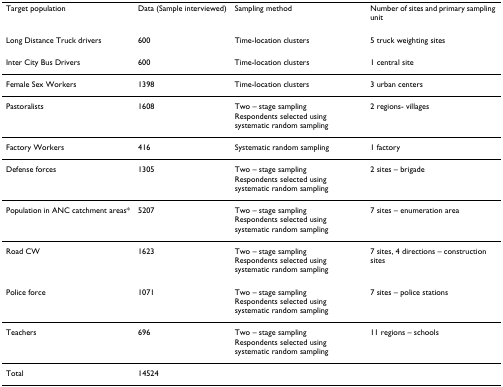 Target population Data (Sample interviewed) Sampling method Number of sites and primary sampling
unit
Long Distance Truck drivers 600 Time-location clusters 5 truck weighting sites
Inter City Bus Drivers 600 Time-location clusters 1 central site
Female Sex Workers 1398 Time-location clusters 3 urban centers
Pastoralists 1608 Two – stage sampling 2 regions- villages
Respondents selected using
systematic random sampling
Factory Workers 416 Systematic random sampling 1 factory
Defense forces 1305 Two – stage sampling 2 sites – brigade
Respondents selected using
systematic random sampling
Population in ANC catchment areas* 5207 Two – stage sampling 7 sites – enumeration area
Respondents selected using
systematic random sampling
Road CW 1623 Two – stage sampling 7 sites, 4 directions – construction
Respondents selected using sites
systematic random sampling
Police force 1071 Two – stage sampling 7 sites – police stations
Respondents selected using
systematic random sampling
Teachers 696 Two – stage sampling 11 regions – schools
Respondents selected using
systematic random sampling
Total 14524